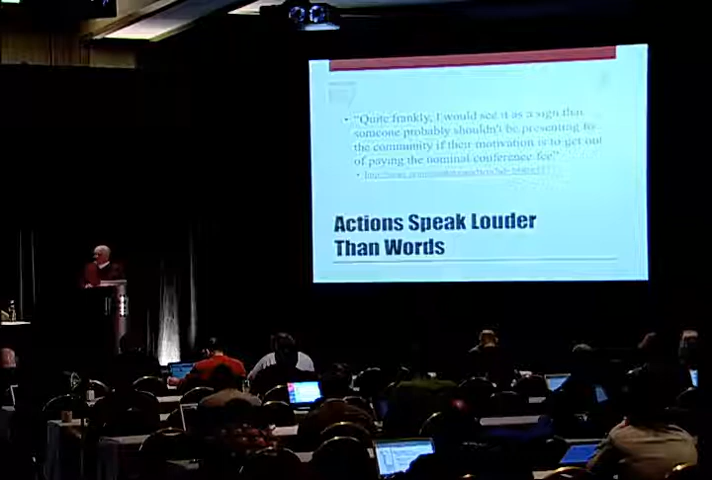 "Quite frankly, I would see it as a sign that
someone probably shouldn't be presenting to
the community if their motivation is to get out
of paying the nominal conference fee"
Actions Speak Louder
Than Words